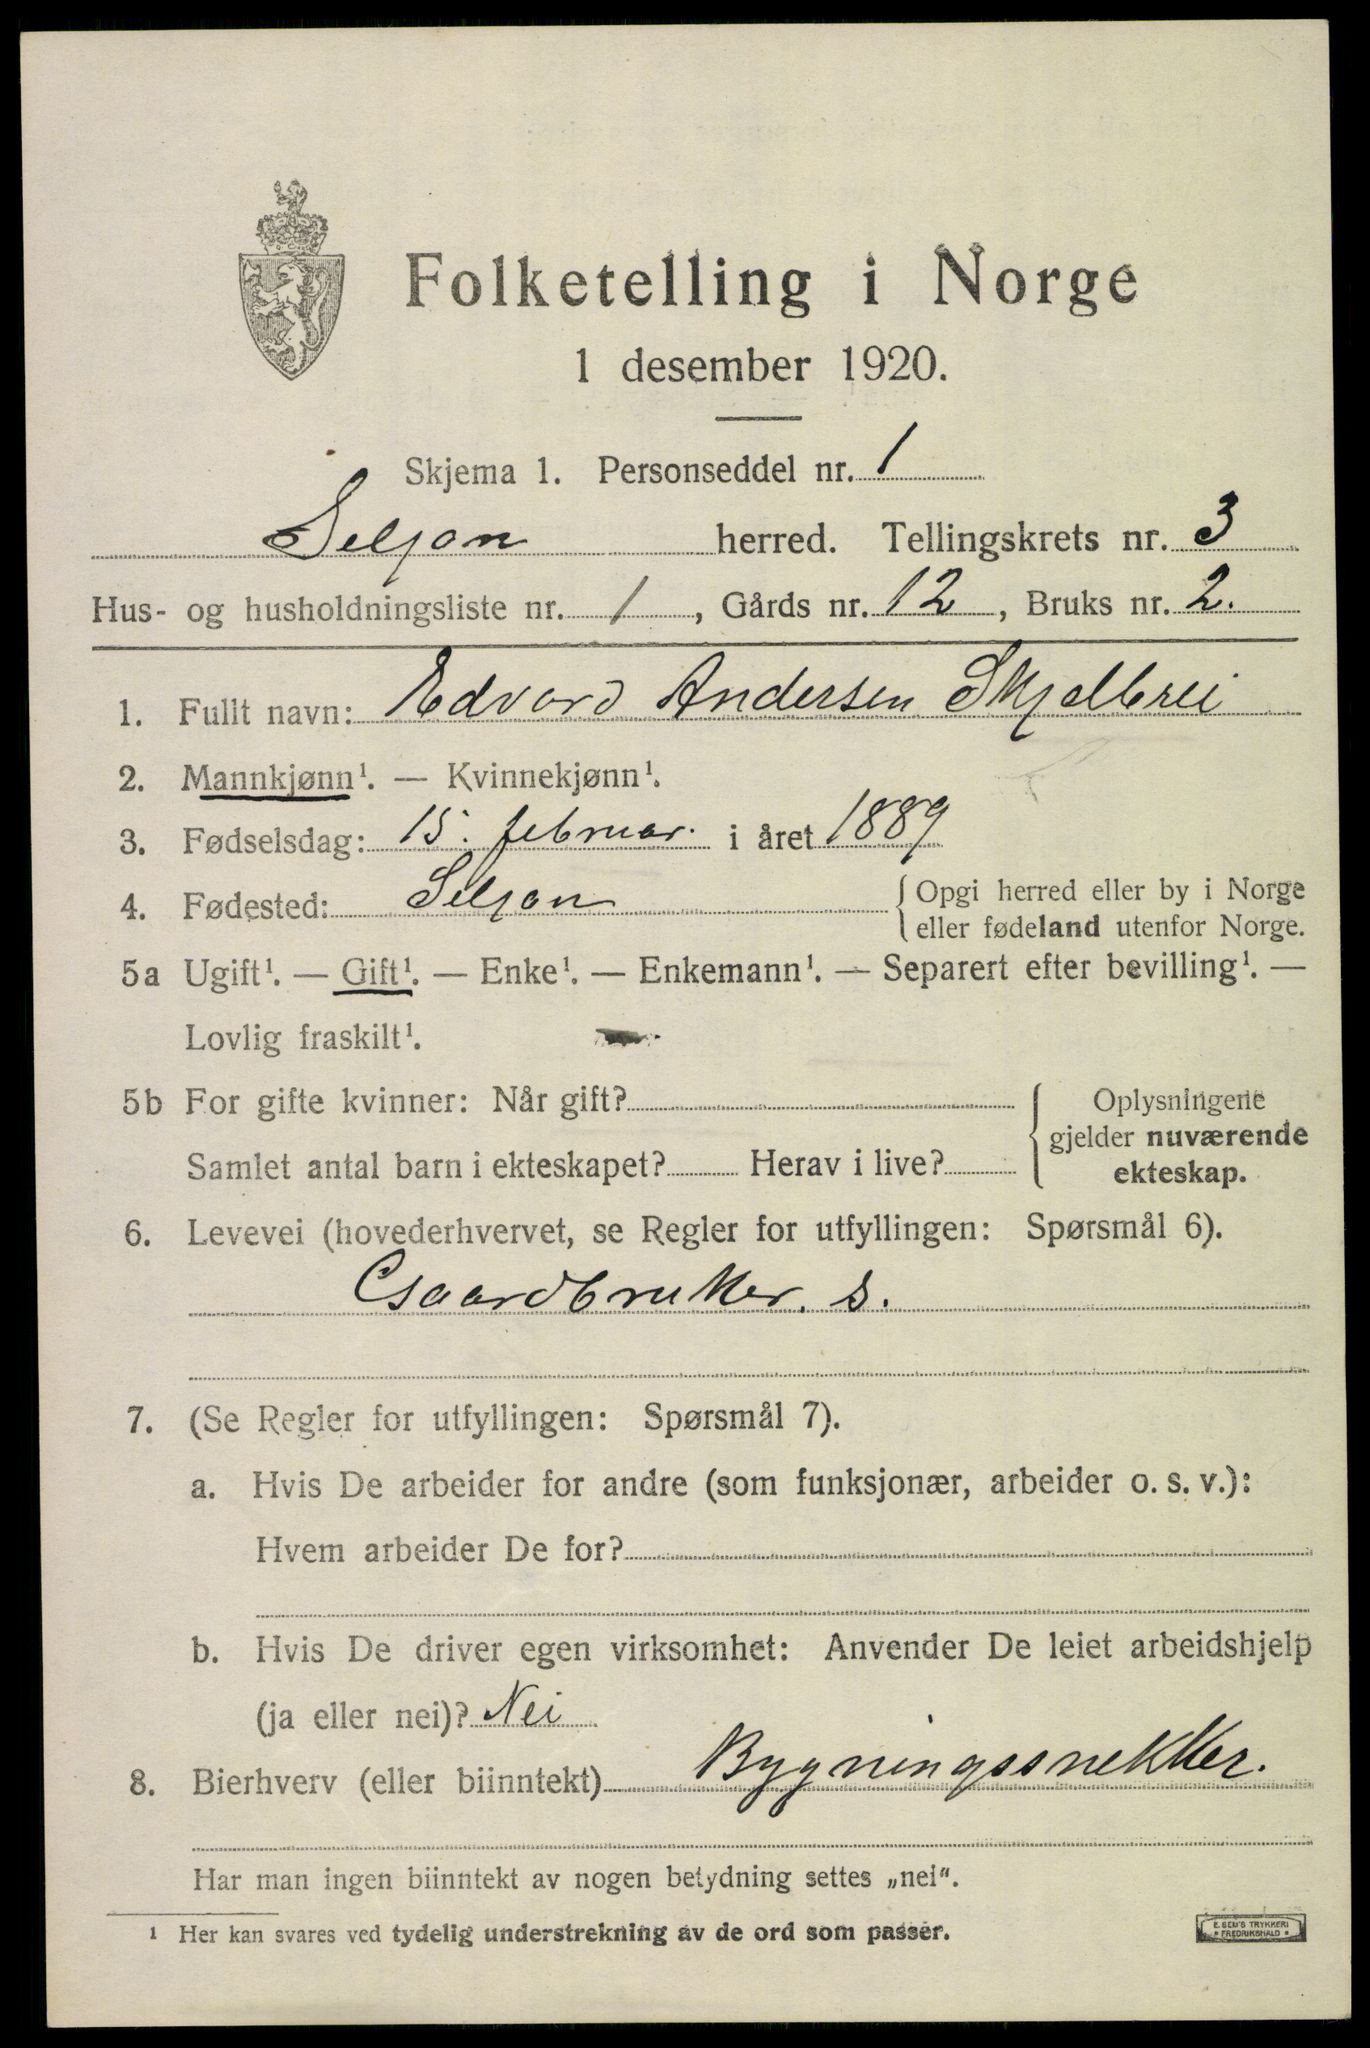 Folketelling i Norge
1 desember 1920.
Skjema 1. Personseddel nr. 1
Seljor herred. Tellingskrets nr. 3
Hus- og husholdningsliste nr. 1, Gårds nr. 12, Bruks nr. 2.
1. Fullt navn: Edvard Andersen Skjelbrei
2. Mannkjønn¹. — Kvinnekjønn¹.
3. Fødselsdag: 15. februar. i året 1889
4. Fødested: Seljor { Opgi herred eller by i Norge
eller fødeland utenfor Norge.
5a Ugift¹. — Gift¹. — Enke¹. — Enkemann¹. — Separert efter bevilling¹. —
Lovlig fraskilt¹.
5b For gifte kvinner: Når gift? { Oplysningene
gjelder nuværende
Samlet antal barn i ekteskapet? Herav i live? ekteskap.
6. Levevei (hovederhvervet, se Regler for utfyllingen: Spørsmål 6).
Gaardbruker. s.
7. (Se Regler for utfyllingen: Spørsmål 7).
a. Hvis De arbeider for andre (som funksjonær, arbeider o. s. v.):
Hvem arbeider De for?
b. Hvis De driver egen virksomhet: Anvender De leiet arbeidshjelp
(ja eller nei)? Nei
8. Bierhverv (eller biinntekt) Bygningssnekker.
Har man ingen biinntekt av nogen betydning settes „nei".
¹ Her kan svares ved tydelig understrekning av de ord som passer.
E. SEM'S TRYKKERI
* FREDRIKSHALD *